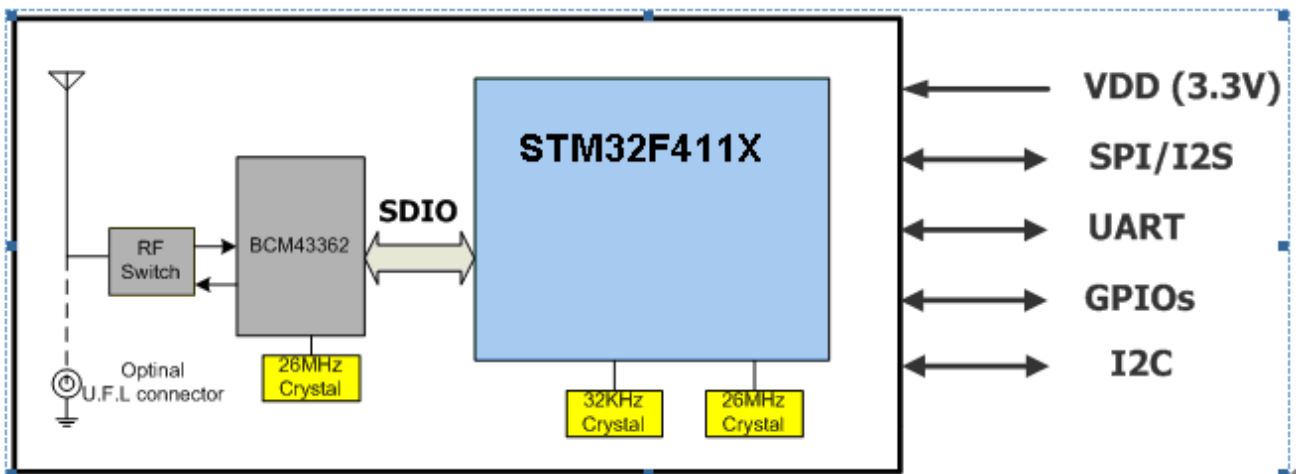 STM32F411X
SDIO
RF
Switch
BCM43362
26MHz
Crystal
Optinal
U.F.L connector
32KHz
Crystal
26MHz
Crystal
VDD (3.3V)
SPI/I2S
UART
GPIOs
I2C